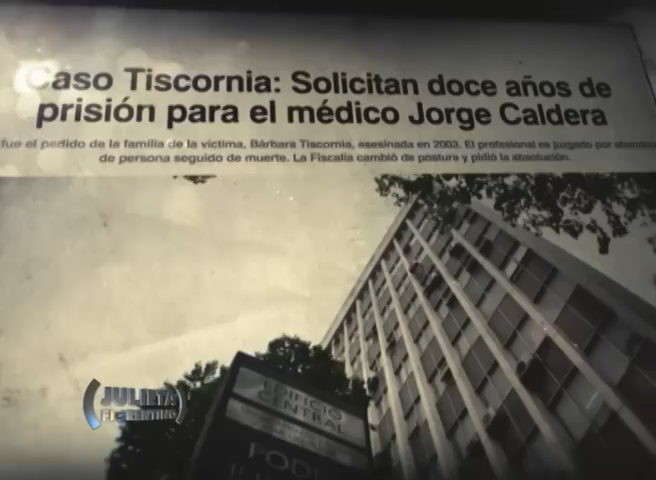 Caso Tiscornia: Solicitan doce años de
prisión para el médico Jorge Caldera
fue el pedido de la familia de la víctima, Bárbara Tiscornia, asesinada en 2003. El profesional es juzgado por
de persona seguido de muerte. La Fiscalía cambió de postura y pidió la absolución.
JULIETA
FIORENTINO
EDIFICIO
CENTRAL
PODE